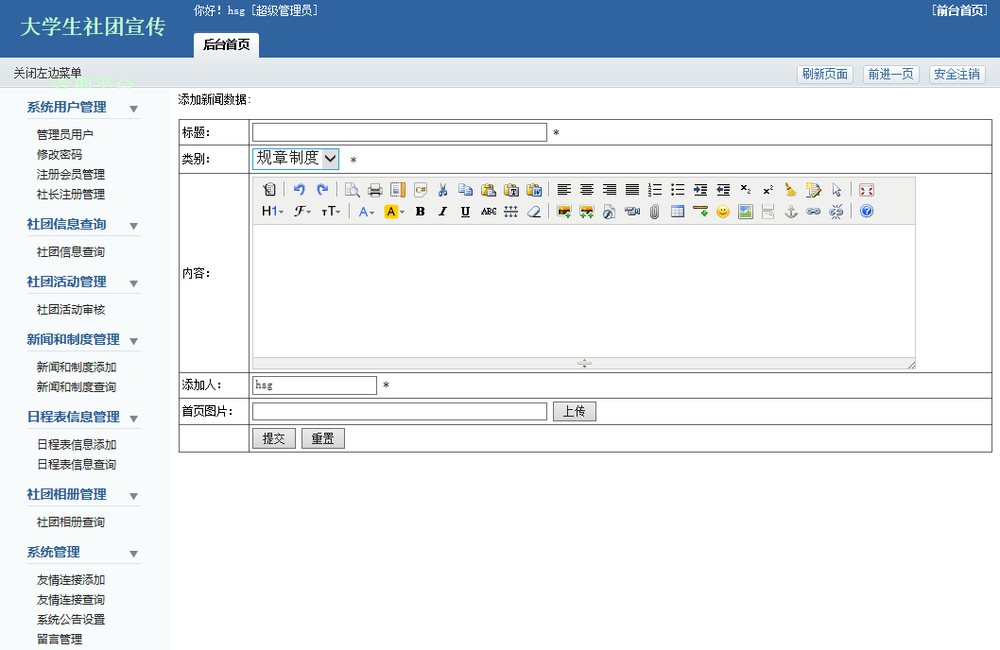 大学生社团宣传
管理平台
你好! hsg [超级管理员]
[前台首页]
后台首页
关闭左边菜单
刷新页面 前进一页 安全注销
系统用户管理 ▼
管理员用户
修改密码
注册会员管理
社长注册管理
社团信息查询 ▼
社团信息查询
社团活动管理 ▼
社团活动审核
新闻和制度管理 ▼
新闻和制度添加
新闻和制度查询
日程表信息管理 ▼
日程表信息添加
日程表信息查询
社团相册管理 ▼
社团相册查询
系统管理 ▼
友情连接添加
友情连接查询
系统公告设置
留言管理
添加新闻数据:
标题: *
类别: 规章制度 *
H1 F тT A A B I U ABC
内容:
添加人: hsg *
首页图片: 上传
提交 重置